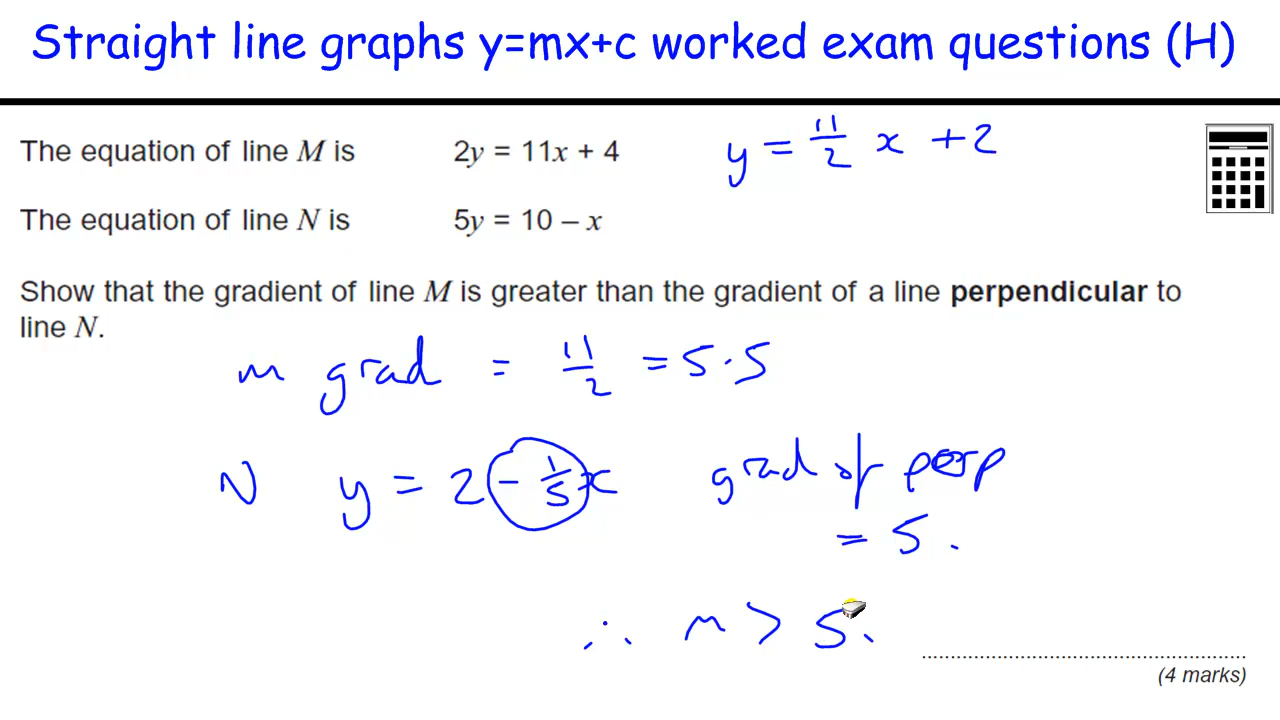 Straight line graphs y=mx+c worked exam questions (H)
The equation of line M is 2y = 11x + 4 y = 11/2 x + 2
The equation of line N is 5y = 10 – x
Show that the gradient of line M is greater than the gradient of a line perpendicular to
line N.
m grad = 11/2 = 5·5
N y = 2 - 1/5 x grad of perp
= 5.
∴ m > 5.
(4 marks)